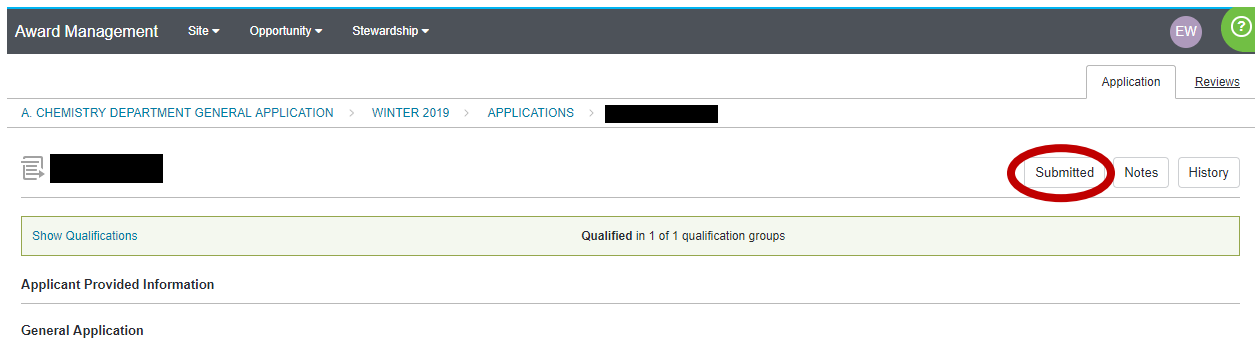 Award Management Site Opportunity Stewardship EW ?
Application Reviews
A. CHEMISTRY DEPARTMENT GENERAL APPLICATION > WINTER 2019 > APPLICATIONS >
Submitted Notes History
Show Qualifications Qualified in 1 of 1 qualification groups
Applicant Provided Information
General Application